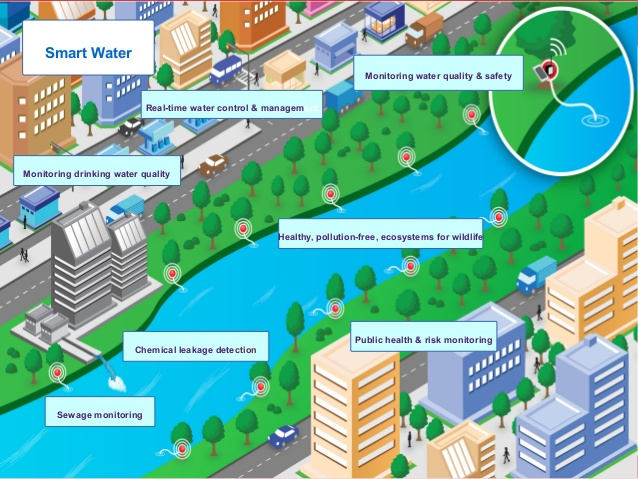 Smart Water
Monitoring water quality & safety
Real-time water control & managem
Monitoring drinking water quality
Healthy, pollution-free, ecosystems for wildlife
Public health & risk monitoring
Chemical leakage detection
Sewage monitoring